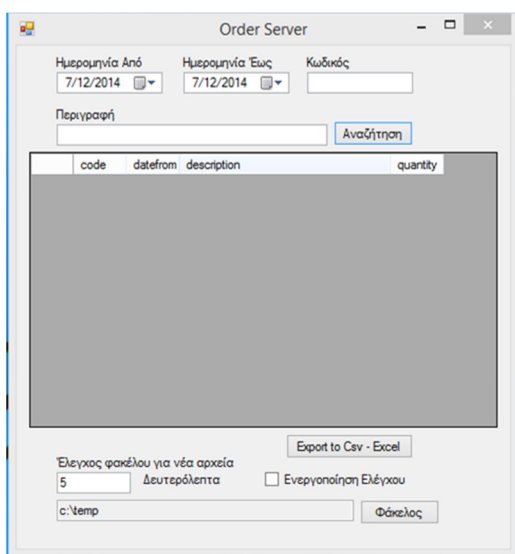 Order Server
Ημερομηνία Από Ημερομηνία Έως Κωδικός
7/12/2014 7/12/2014
Περιγραφή
Αναζήτηση
code datefrom description quantity
Export to Csv - Excel
Έλεγχος φακέλου για νέα αρχεία
5 Δευτερόλεπτα Ενεργοποίηση Ελέγχου
c:\temp Φάκελος